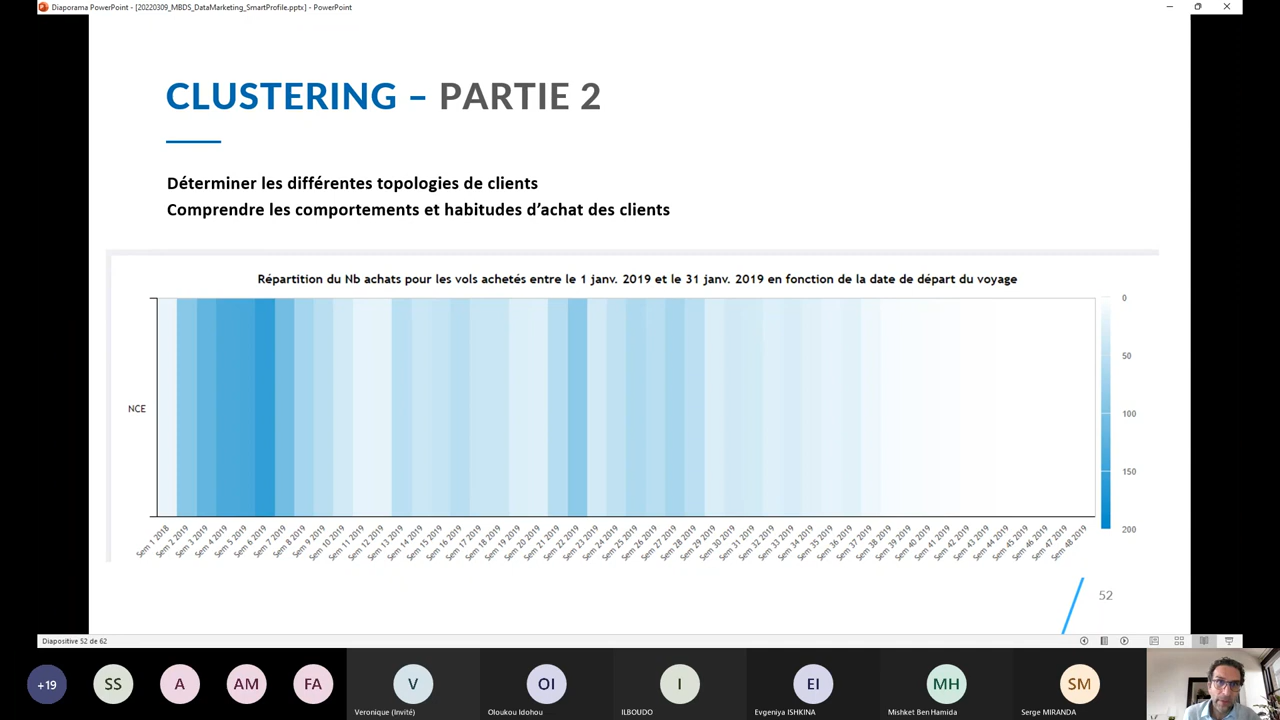 Diaporama PowerPoint - [20220309_MBDS_DataMarketing_SmartProfile.pptx] - PowerPoint
CLUSTERING – PARTIE 2
Déterminer les différentes topologies de clients
Comprendre les comportements et habitudes d'achat des clients
Répartition du Nb achats pour les vols achetés entre le 1 janv. 2019 et le 31 janv. 2019 en fonction de la date de départ du voyage
0
50
100
150
200
NCE
Sem 1 2018
Sem 2 2019
Sem 3 2019
Sem 4 2019
Sem 5 2019
Sem 6 2019
Sem 7 2019
Sem 8 2019
Sem 9 2019
Sem 10 2019
Sem 11 2019
Sem 12 2019
Sem 13 2019
Sem 14 2019
Sem 15 2019
Sem 16 2019
Sem 17 2019
Sem 18 2019
Sem 19 2019
Sem 20 2019
Sem 21 2019
Sem 22 2019
Sem 23 2019
Sem 24 2019
Sem 25 2019
Sem 26 2019
Sem 27 2019
Sem 28 2019
Sem 29 2019
Sem 30 2019
Sem 31 2019
Sem 32 2019
Sem 33 2019
Sem 34 2019
Sem 35 2019
Sem 36 2019
Sem 37 2019
Sem 38 2019
Sem 39 2019
Sem 40 2019
Sem 41 2019
Sem 42 2019
Sem 43 2019
Sem 44 2019
Sem 45 2019
Sem 46 2019
Sem 47 2019
Sem 48 2019
52
Diapositive 52 de 62
+19
SS
A
AM
FA
V
OI
I
EI
MH
SM
Veronique (Invité)
Oloukou Idohou
ILBOUDO
Evgeniya ISHKINA
Mishket Ben Hamida
Serge MIRANDA